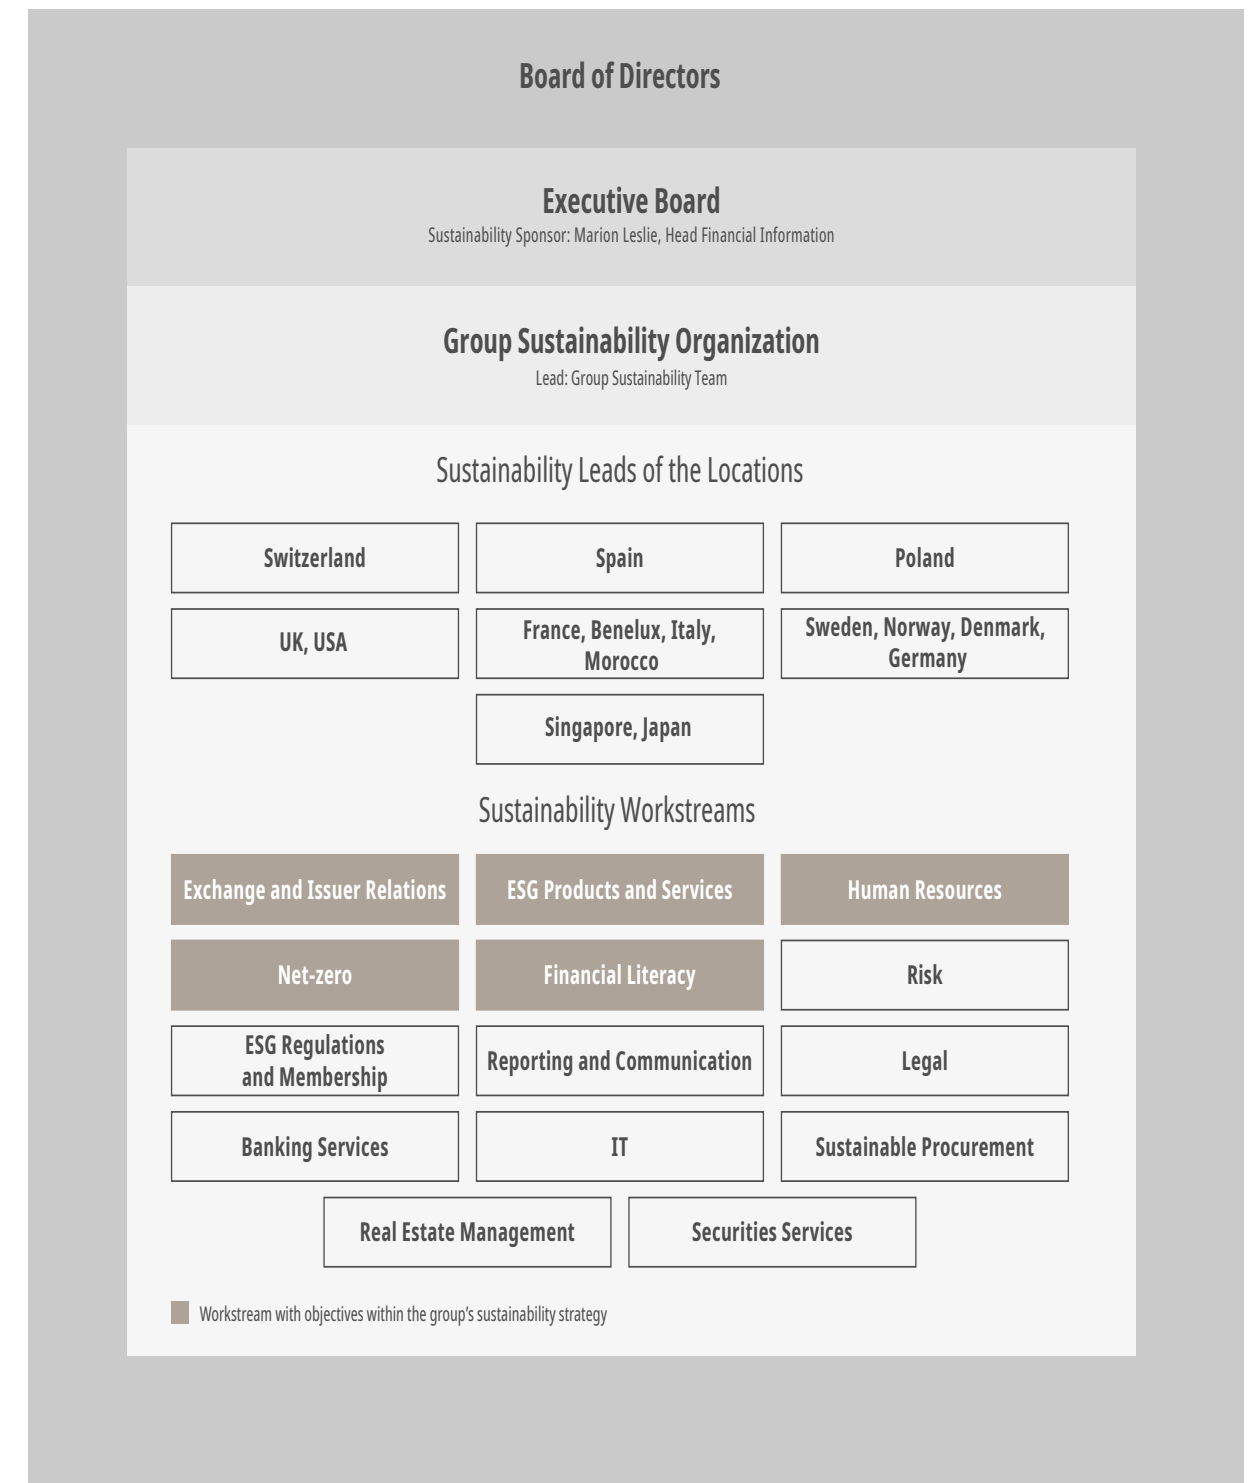 Board of Directors
Executive Board
Sustainability Sponsor: Marion Leslie, Head Financial Information
Group Sustainability Organization
Lead: Group Sustainability Team
Sustainability Leads of the Locations
Switzerland
Spain
Poland
UK, USA
France, Benelux, Italy,
Morocco
Sweden, Norway, Denmark,
Germany
Singapore, Japan
Sustainability Workstreams
Exchange and Issuer Relations
ESG Products and Services
Human Resources
Net-zero
Financial Literacy
Risk
ESG Regulations
and Membership
Reporting and Communication
Legal
Banking Services
IT
Sustainable Procurement
Real Estate Management
Securities Services
Workstream with objectives within the group’s sustainability strategy